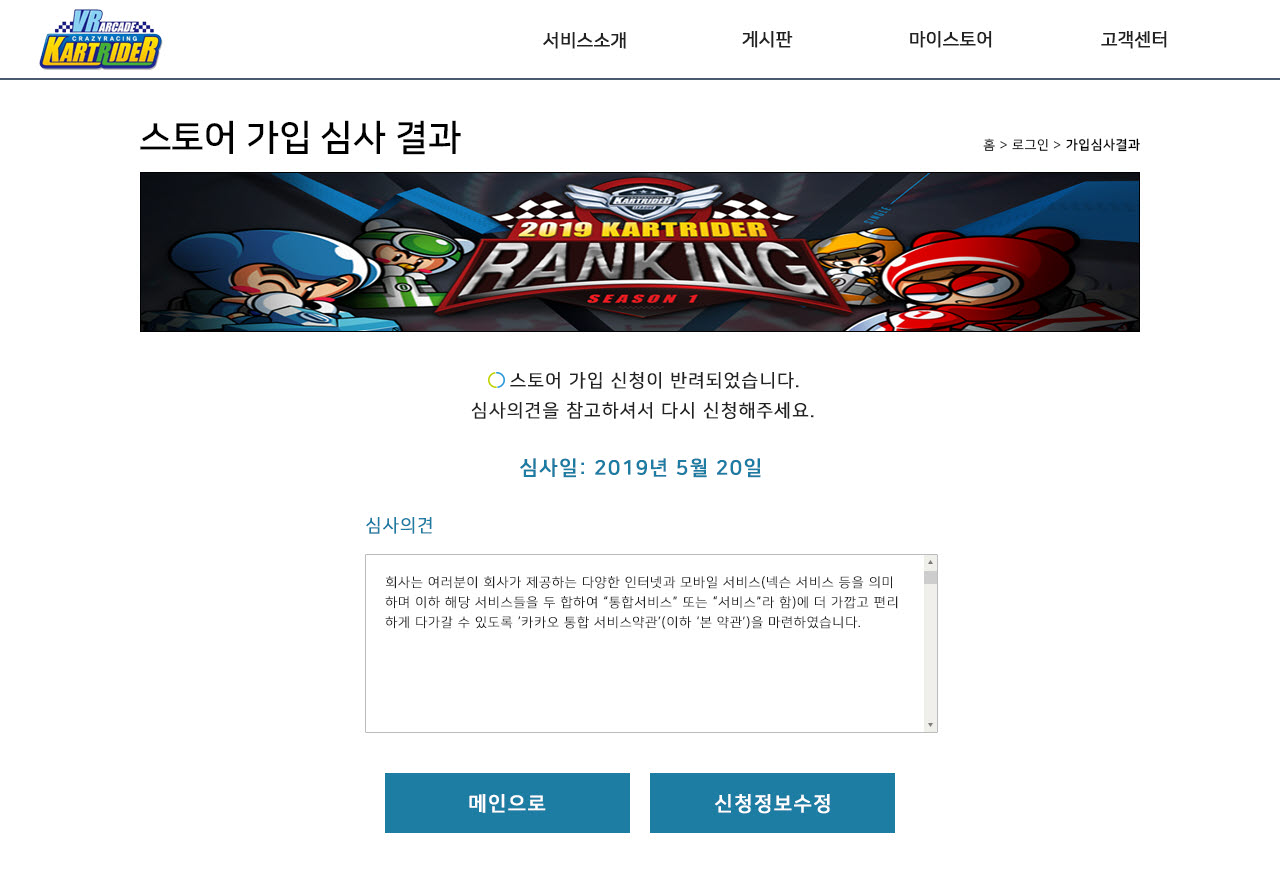 VR ARCADE
CRAZYRACING
KARTRIDER
서비스소개
게시판
마이스토어
고객센터
스토어 가입 심사 결과
홈 > 로그인 > 가입심사결과
KARTRIDER
LEAGUE
SINGLE
2019 KARTRIDER
RANKING
SEASON 1
스토어 가입 신청이 반려되었습니다.
심사의견을 참고하셔서 다시 신청해주세요.
심사일: 2019년 5월 20일
심사의견
회사는 여러분이 회사가 제공하는 다양한 인터넷과 모바일 서비스(넥슨 서비스 등을 의미
하며 이하 해당 서비스들을 두 합하여 “통합서비스” 또는 “서비스”라 함)에 더 가깝고 편리
하게 다가갈 수 있도록 ‘카카오 통합 서비스약관’(이하 ‘본 약관’)을 마련하였습니다.
메인으로
신청정보수정